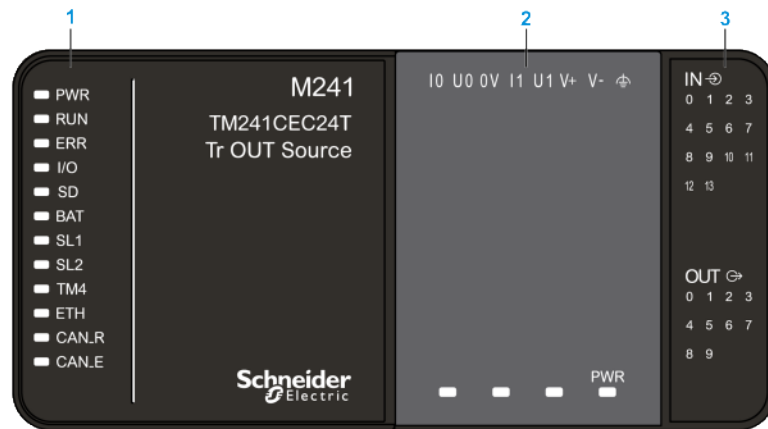 1
2
3
PWR
RUN
ERR
I/O
SD
BAT
SL1
SL2
TM4
ETH
CAN_R
CAN_E
M241
TM241CEC24T
Tr OUT Source
Schneider
Electric
I0 U0 0V I1 U1 V+ V-
PWR
IN
0 1 2 3
4 5 6 7
8 9 10 11
12 13
OUT
0 1 2 3
4 5 6 7
8 9